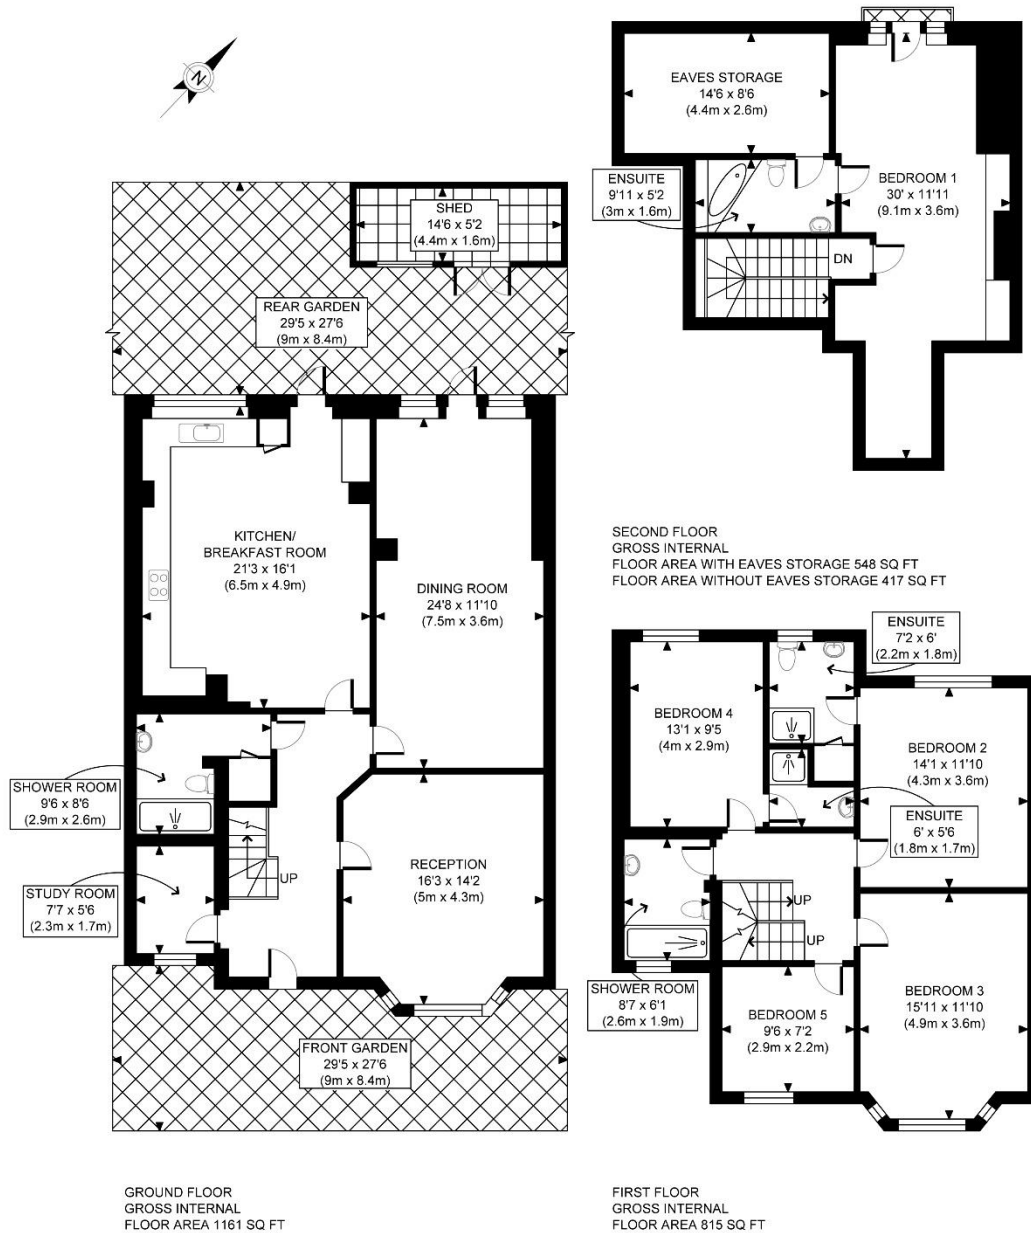 N
EAVES STORAGE
14'6 x 8'6
(4.4m x 2.6m)
ENSUITE
9'11 x 5'2
(3m x 1.6m)
BEDROOM 1
30' x 11'11
(9.1m x 3.6m)
DN
SECOND FLOOR
GROSS INTERNAL
FLOOR AREA WITH EAVES STORAGE 548 SQ FT
FLOOR AREA WITHOUT EAVES STORAGE 417 SQ FT
SHED
14'6 x 5'2
(4.4m x 1.6m)
REAR GARDEN
29'5 x 27'6
(9m x 8.4m)
KITCHEN/
BREAKFAST ROOM
21'3 x 16'1
(6.5m x 4.9m)
DINING ROOM
24'8 x 11'10
(7.5m x 3.6m)
SHOWER ROOM
9'6 x 8'6
(2.9m x 2.6m)
STUDY ROOM
7'7 x 5'6
(2.3m x 1.7m)
UP
RECEPTION
16'3 x 14'2
(5m x 4.3m)
FRONT GARDEN
29'5 x 27'6
(9m x 8.4m)
GROUND FLOOR
GROSS INTERNAL
FLOOR AREA 1161 SQ FT
ENSUITE
7'2 x 6'
(2.2m x 1.8m)
BEDROOM 4
13'1 x 9'5
(4m x 2.9m)
BEDROOM 2
14'1 x 11'10
(4.3m x 3.6m)
ENSUITE
6' x 5'6
(1.8m x 1.7m)
UP
UP
SHOWER ROOM
8'7 x 6'1
(2.6m x 1.9m)
BEDROOM 5
9'6 x 7'2
(2.9m x 2.2m)
BEDROOM 3
15'11 x 11'10
(4.9m x 3.6m)
FIRST FLOOR
GROSS INTERNAL
FLOOR AREA 815 SQ FT